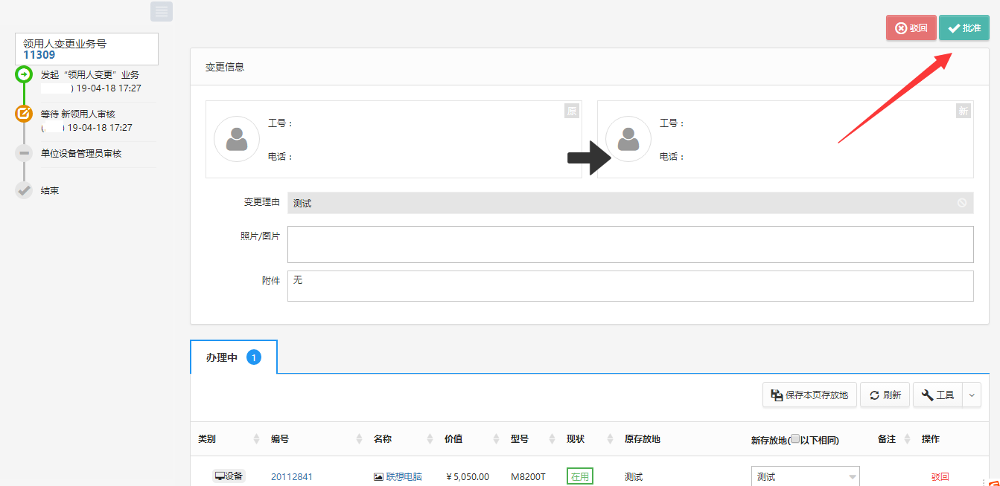 驳回
批准
领用人变更业务号
11309
发起“领用人变更”业务
) 19-04-18 17:27
等待 新领用人审核
( ) 19-04-18 17:27
单位设备管理员审核
结束
变更信息
原
工号：
电话：
新
工号：
电话：
变更理由 测试
照片/图片
附件 无
办理中 1
保存本页存放地 刷新 工具
类别 编号 名称 价值 型号 现状 原存放地 新存放地(以下相同) 备注 操作
设备 20112841 联想电脑 ￥5,050.00 M8200T 在用 测试 测试 驳回